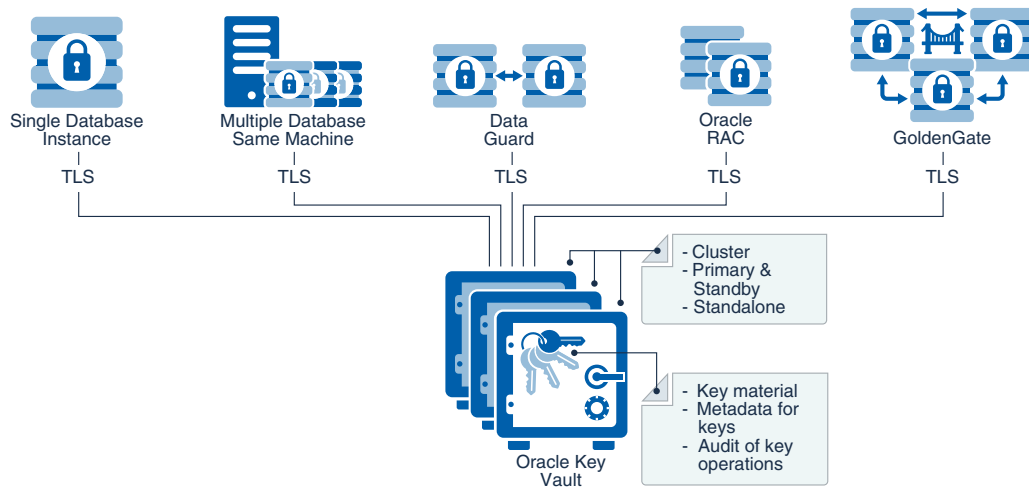 Single Database
Instance
Multiple Database
Same Machine
Data
Guard
Oracle
RAC
GoldenGate
TLS
TLS
TLS
TLS
TLS
- Cluster
- Primary &
Standby
- Standalone
- Key material
- Metadata for
keys
- Audit of key
operations
Oracle Key
Vault